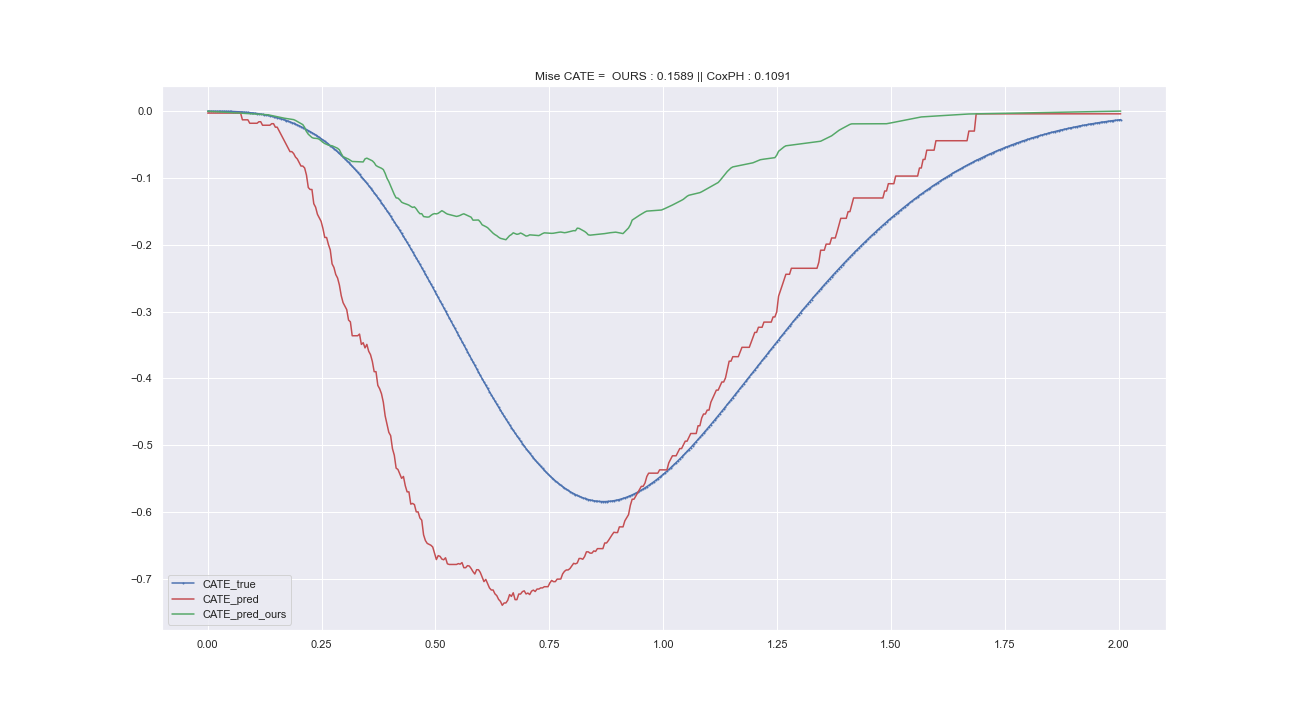 Mise CATE =  OURS : 0.1589 || CoxPH : 0.1091
0.0
−0.1
−0.2
−0.3
−0.4
−0.5
−0.6
−0.7
CATE_true
CATE_pred
CATE_pred_ours
0.00 0.25 0.50 0.75 1.00 1.25 1.50 1.75 2.00